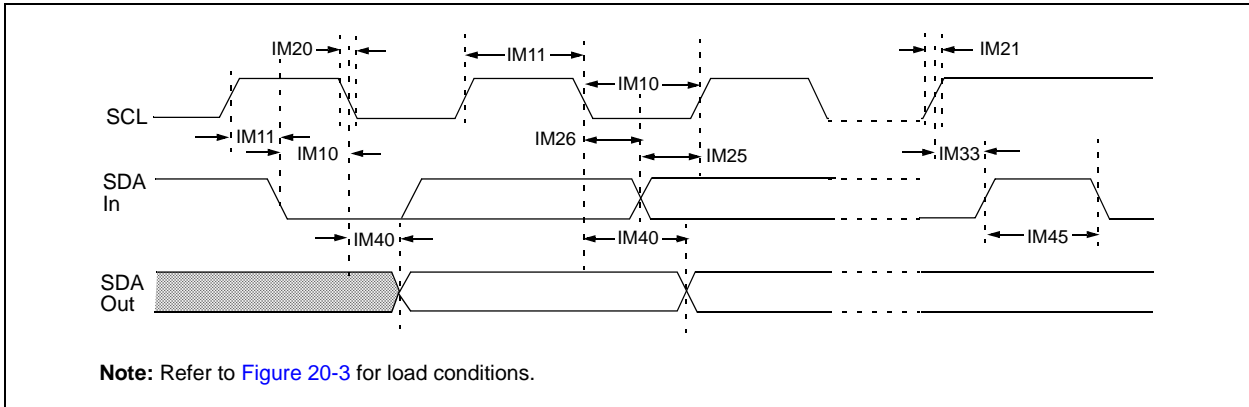 IM20
IM11
IM21
IM10
SCL
IM11
IM26
IM10
IM25
IM33
SDA
In
IM40
IM40
IM45
SDA
Out
Note: Refer to Figure 20-3 for load conditions.